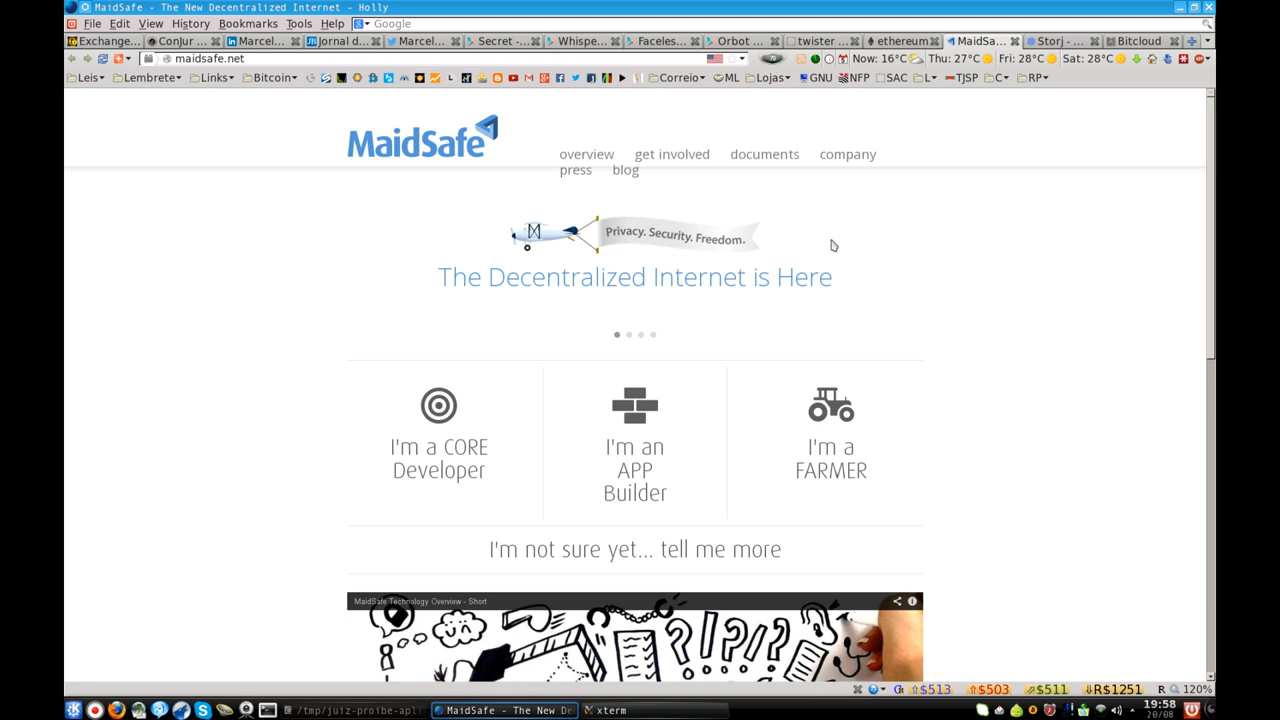 MaidSafe - The New Decentralized Internet - Holly
File Edit View History Bookmarks Tools Help Google
Exchange... ConJur ... Marcel... Jornal d... Marcel... Secret -... Whispe... Faceles... Orbot ... twister ... ethereum MaidSa... Storj - ... Bitcloud
maidsafe.net Now: 16°C Thu: 27°C Fri: 28°C Sat: 28°C
Leis Lembrete Links Bitcoin Correio ML Lojas GNU NFP SAC L TJSP C RP
MaidSafe
overview get involved documents company
press blog
Privacy. Security. Freedom.
The Decentralized Internet is Here
I'm a CORE
Developer
I'm an
APP
Builder
I'm a
FARMER
I'm not sure yet... tell me more
MaidSafe Technology Overview - Short
$513 $503 $511 R$1251 R 120%
/tmp/juiz-proibe-apl MaidSafe - The New De xterm 19:58
20/08